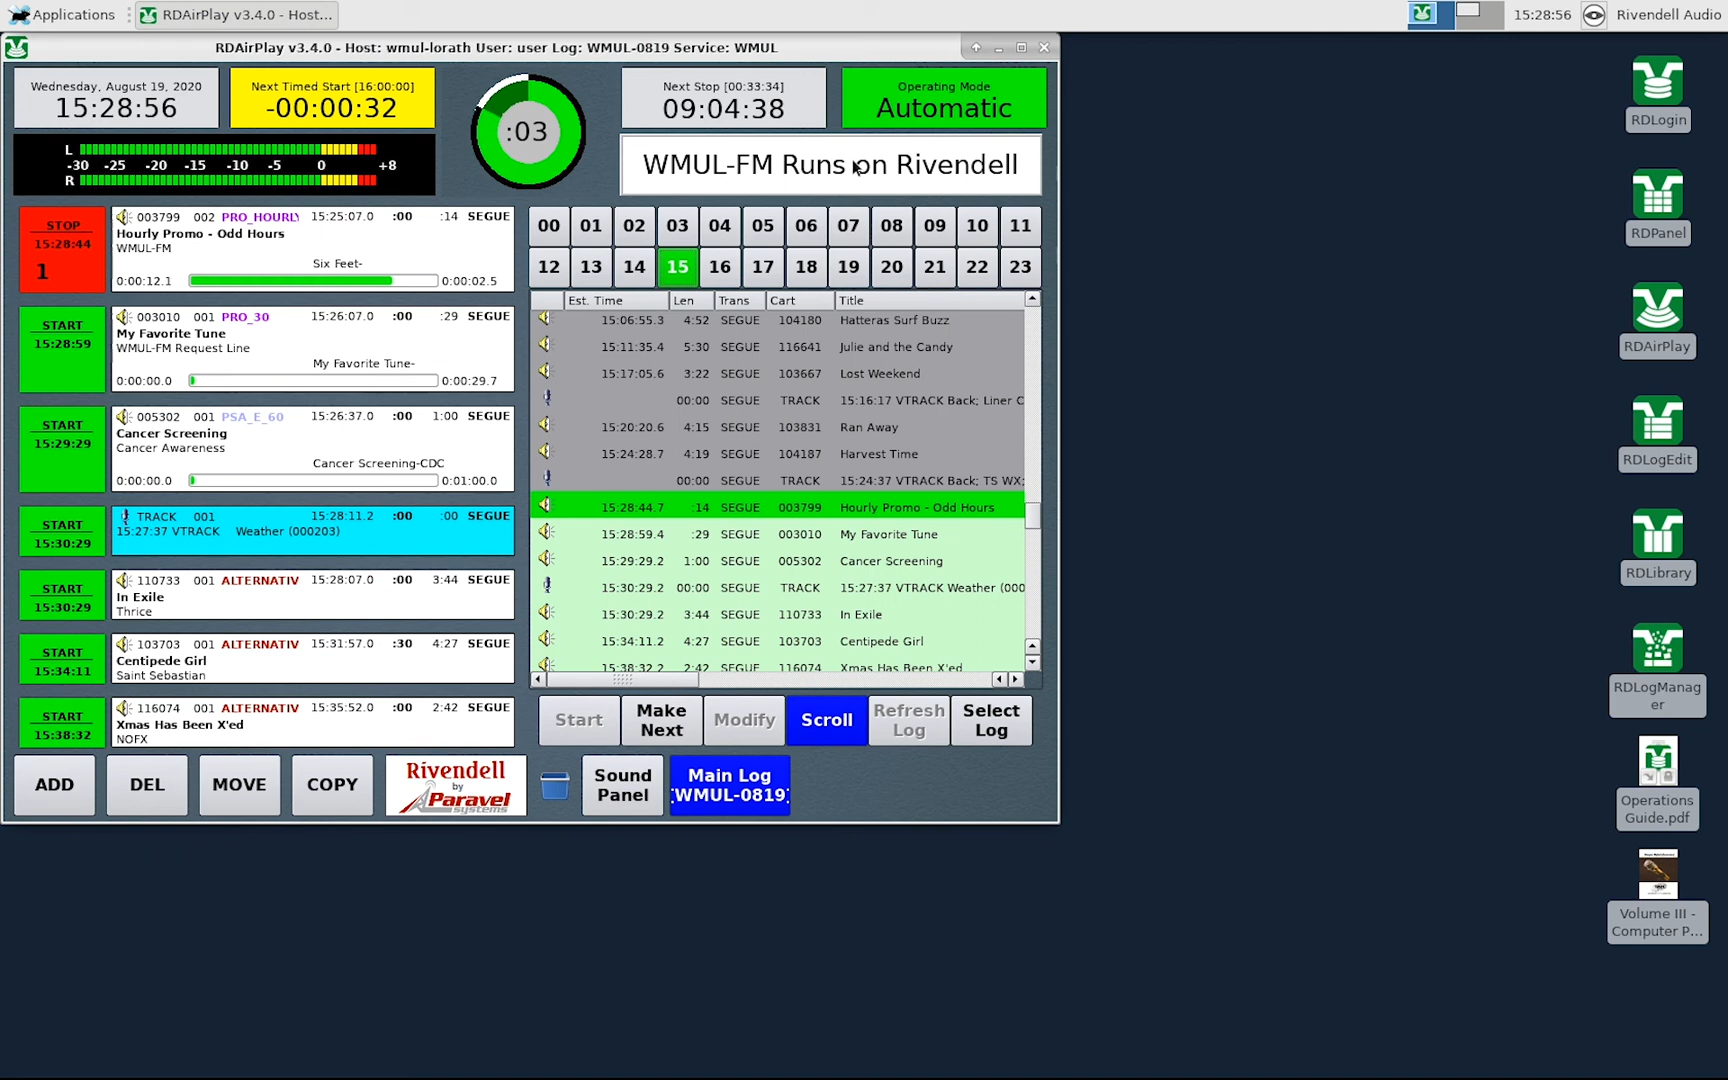 Applications
RDAirPlay v3.4.0 - Host...
15:28:56
Rivendell Audio
RDAirPlay v3.4.0 - Host: wmul-lorath User: user Log: WMUL-0819 Service: WMUL
Wednesday, August 19, 2020
15:28:56
Next Timed Start [16:00:00]
-00:00:32
:03
Next Stop [00:33:34]
09:04:38
Operating Mode
Automatic
L
-30 -25 -20 -15 -10 -5 0 +8
R
WMUL-FM Runs on Rivendell
STOP
15:28:44
1
003799 002 PRO_HOURLY 15:25:07.0 :00 :14 SEGUE
Hourly Promo - Odd Hours
WMUL-FM
Six Feet-
0:00:12.1 0:00:02.5
START
15:28:59
003010 001 PRO_30 15:26:07.0 :00 :29 SEGUE
My Favorite Tune
WMUL-FM Request Line
My Favorite Tune-
0:00:00.0 0:00:29.7
START
15:29:29
005302 001 PSA_E_60 15:26:37.0 :00 1:00 SEGUE
Cancer Screening
Cancer Awareness
Cancer Screening-CDC
0:00:00.0 0:01:00.0
START
15:30:29
TRACK 001 15:28:11.2 :00 :00 SEGUE
15:27:37 VTRACK Weather (000203)
START
15:30:29
110733 001 ALTERNATIV 15:28:07.0 :00 3:44 SEGUE
In Exile
Thrice
START
15:34:11
103703 001 ALTERNATIV 15:31:57.0 :30 4:27 SEGUE
Centipede Girl
Saint Sebastian
START
15:38:32
116074 001 ALTERNATIV 15:35:52.0 :00 2:42 SEGUE
Xmas Has Been X'ed
NOFX
00 01 02 03 04 05 06 07 08 09 10 11
12 13 14 15 16 17 18 19 20 21 22 23
Est. Time Len Trans Cart Title
15:06:55.3 4:52 SEGUE 104180 Hatteras Surf Buzz
15:11:35.4 5:30 SEGUE 116641 Julie and the Candy
15:17:05.6 3:22 SEGUE 103667 Lost Weekend
00:00 SEGUE TRACK 15:16:17 VTRACK Back; Liner C
15:20:20.6 4:15 SEGUE 103831 Ran Away
15:24:28.7 4:19 SEGUE 104187 Harvest Time
00:00 SEGUE TRACK 15:24:37 VTRACK Back; TS WX;
15:28:44.7 :14 SEGUE 003799 Hourly Promo - Odd Hours
15:28:59.4 :29 SEGUE 003010 My Favorite Tune
15:29:29.2 1:00 SEGUE 005302 Cancer Screening
15:30:29.2 00:00 SEGUE TRACK 15:27:37 VTRACK Weather (000
15:30:29.2 3:44 SEGUE 110733 In Exile
15:34:11.2 4:27 SEGUE 103703 Centipede Girl
15:38:32.2 2:42 SEGUE 116074 Xmas Has Been X'ed
Start
Make Next
Modify
Scroll
Refresh Log
Select Log
ADD
DEL
MOVE
COPY
Rivendell
by
Paravel
systems
Sound Panel
Main Log
[WMUL-0819]
RDLogin
RDPanel
RDAirPlay
RDLogEdit
RDLibrary
RDLogManag
er
Operations
Guide.pdf
Volume III -
Computer P...